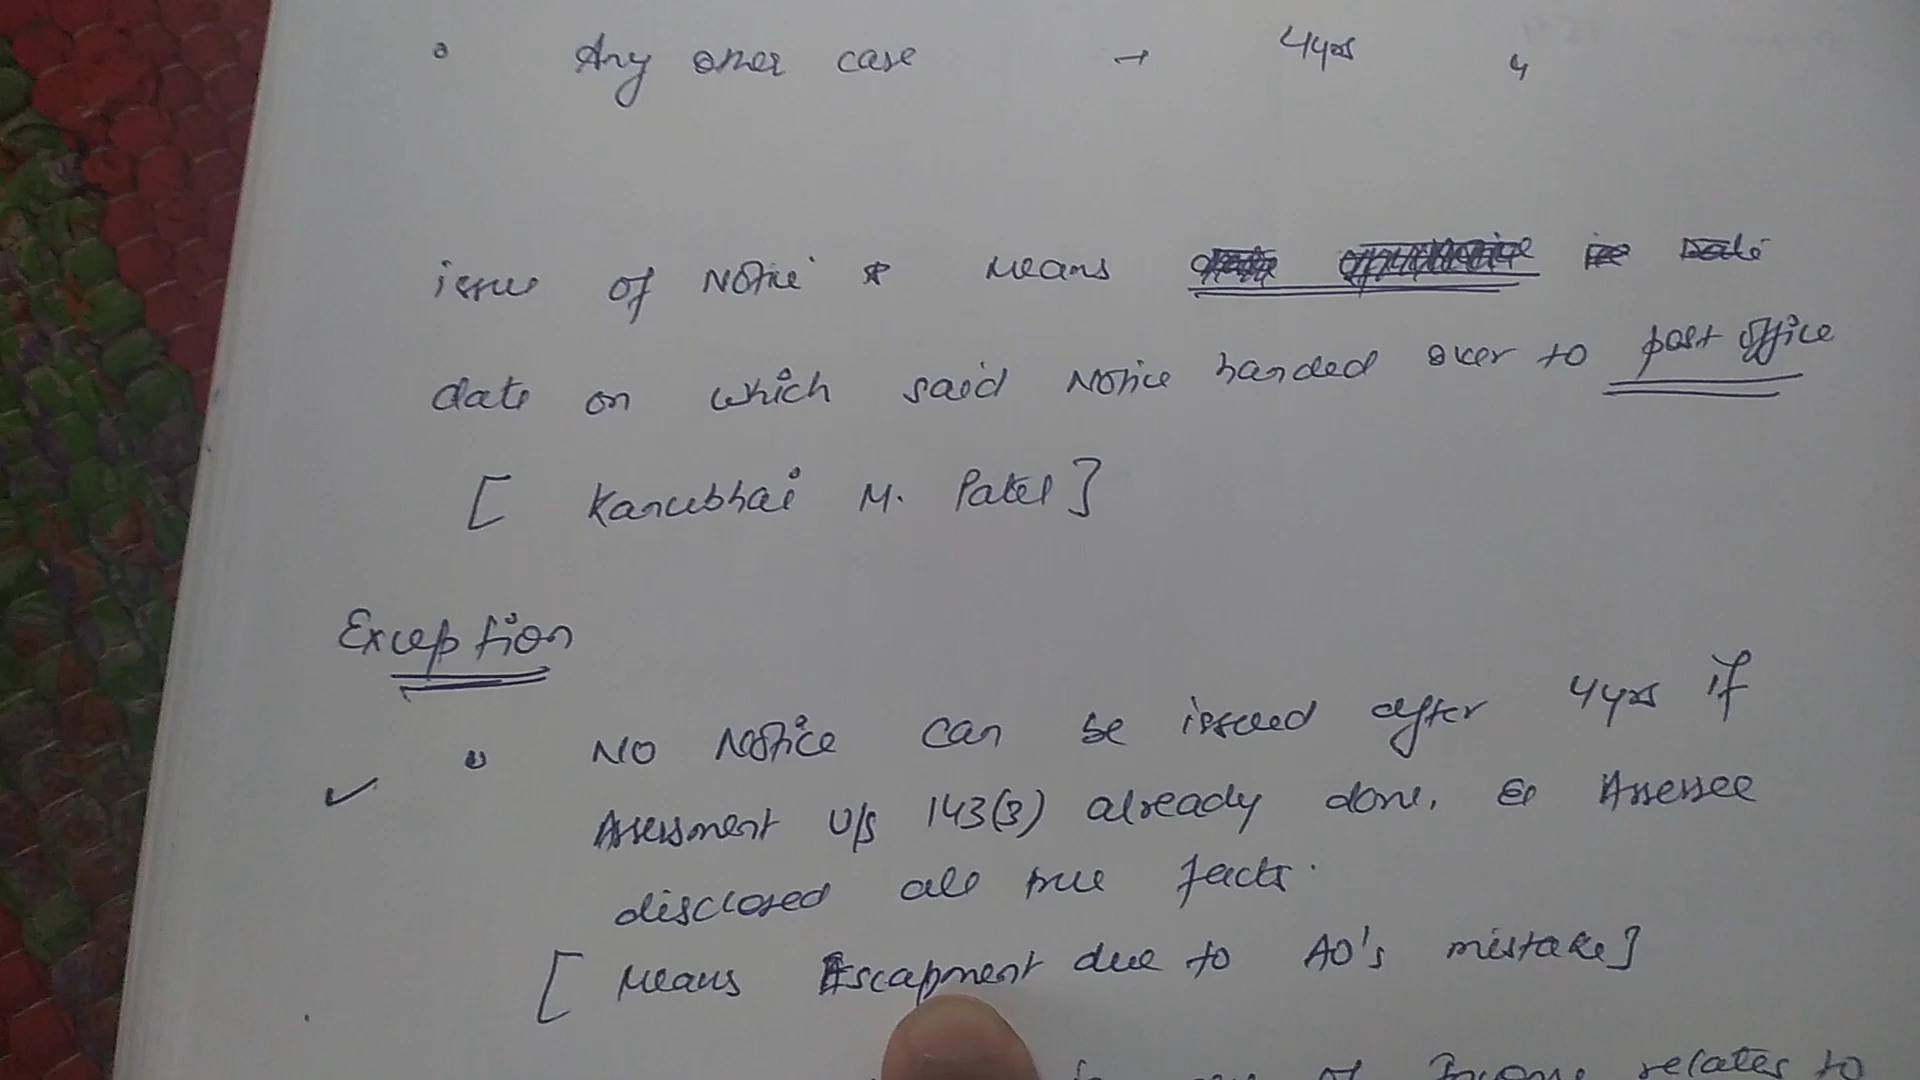 Any other case → 4yrs "
issue of Notice * means
date on which said Notice handed over to post office
[ Kanubhai M. Patel ]
Exception
No Notice can be issued after 4yrs if
Assessment u/s 143(3) already done, & Assessee
disclosed all true facts.
[ Means Escapment due to AO's mistake ]
of Income relates to